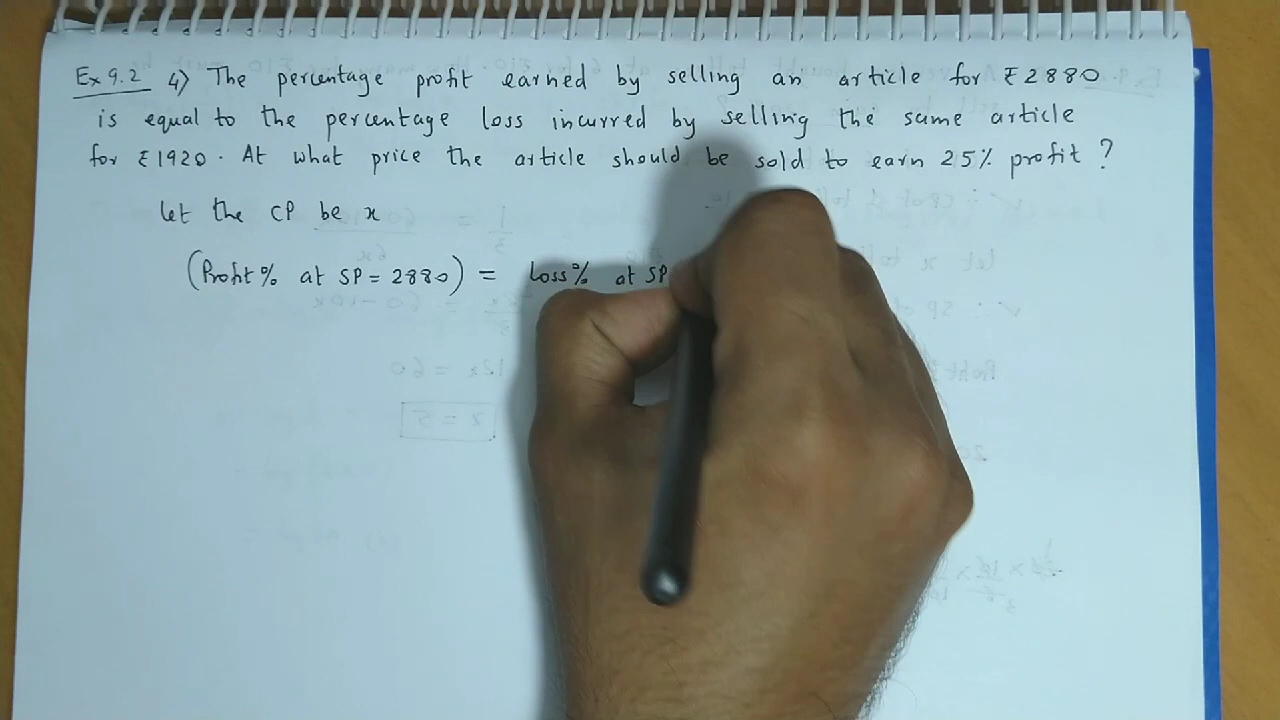 Ex 9.2 4) The percentage profit earned by selling an article for ₹2880
is equal to the percentage loss incurred by selling the same article
for ₹1920. At what price the article should be sold to earn 25% profit?
let the CP be x
(Profit% at SP = 2880) = Loss% at SP